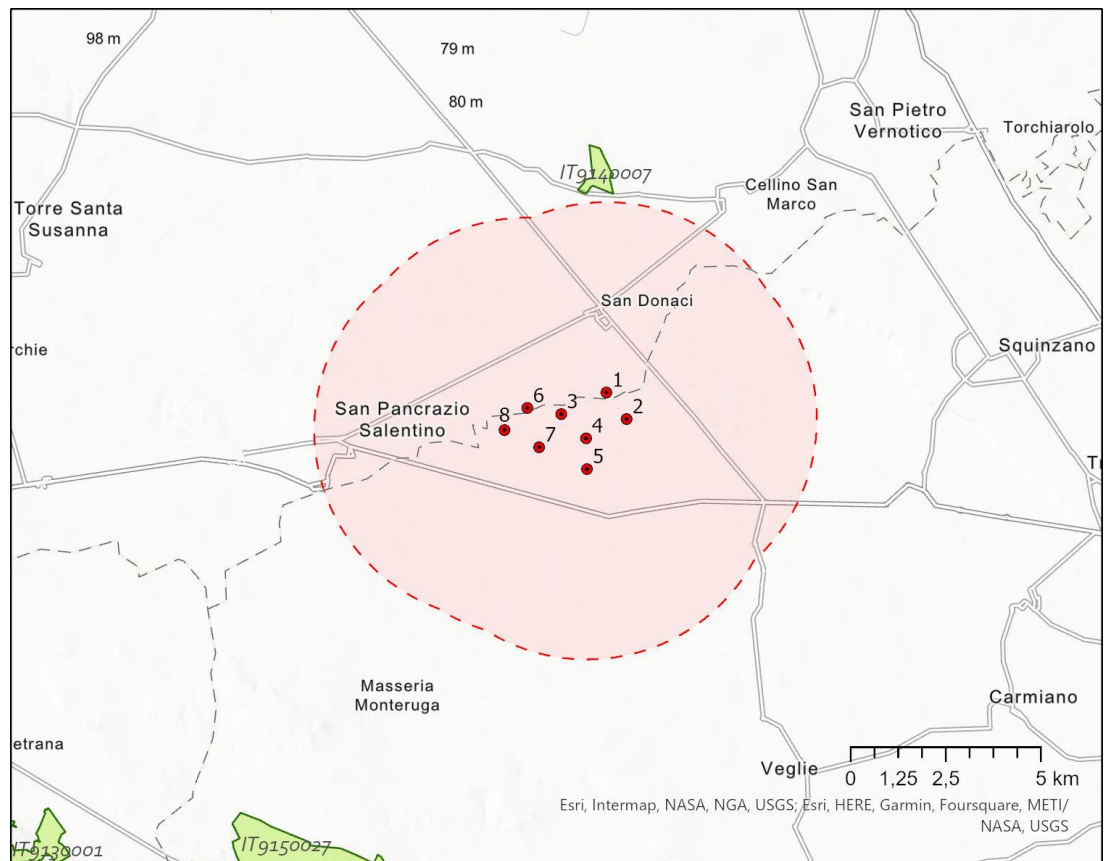 98 m
79 m
80 m
San Pietro
Vernotico
Torchiarolo
IT9140007
Cellino San
Marco
Torre Santa
Susanna
San Donaci
rchie
Squinzano
1
6
3
2
San Pancrazio
Salentino
8
4
7
5
Tr
Masseria
Monteruga
Carmiano
etrana
Veglie
0 1,25 2,5 5 km
Esri, Intermap, NASA, NGA, USGS; Esri, HERE, Garmin, Foursquare, METI/
NASA, USGS
IT9130001
IT9150027